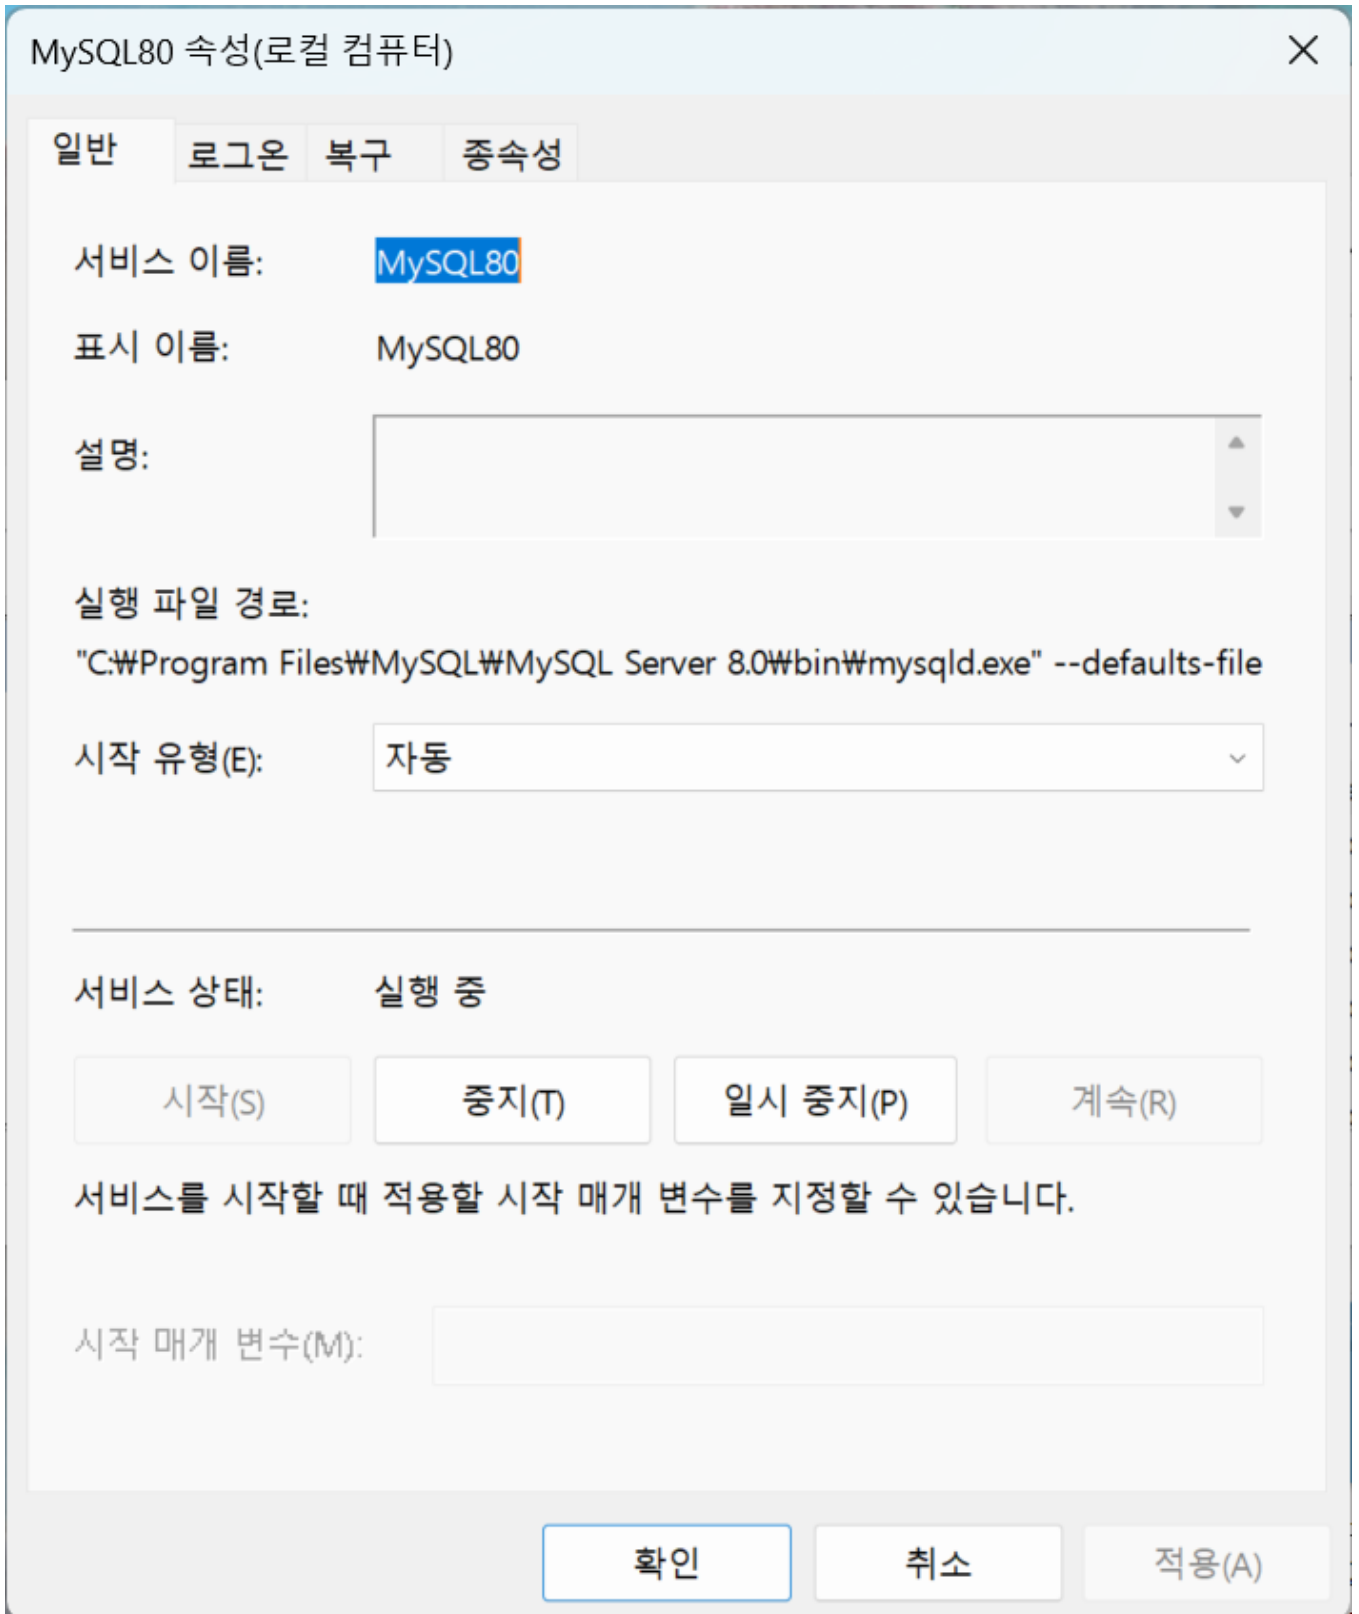 MySQL80 속성(로컬 컴퓨터)
일반 로그온 복구 종속성
서비스 이름: MySQL80
표시 이름: MySQL80
설명:
실행 파일 경로:
"C:₩Program Files₩MySQL₩MySQL Server 8.0₩bin₩mysqld.exe" --defaults-file
시작 유형(E): 자동
서비스 상태: 실행 중
시작(S) 중지(T) 일시 중지(P) 계속(R)
서비스를 시작할 때 적용할 시작 매개 변수를 지정할 수 있습니다.
시작 매개 변수(M):
확인 취소 적용(A)